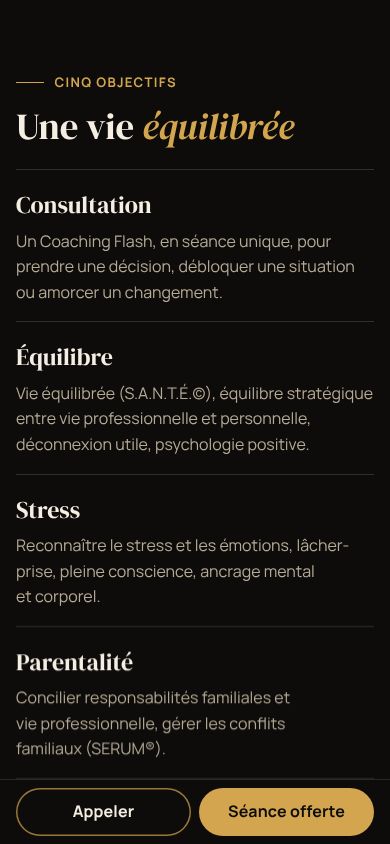 CINQ OBJECTIFS
Une vie équilibrée
Consultation
Un Coaching Flash, en séance unique, pour
prendre une décision, débloquer une situation
ou amorcer un changement.
Équilibre
Vie équilibrée (S.A.N.T.É.©), équilibre stratégique
entre vie professionnelle et personnelle,
déconnexion utile, psychologie positive.
Stress
Reconnaître le stress et les émotions, lâcher-
prise, pleine conscience, ancrage mental
et corporel.
Parentalité
Concilier responsabilités familiales et
vie professionnelle, gérer les conflits
familiaux (SERUM®).
Appeler
Séance offerte